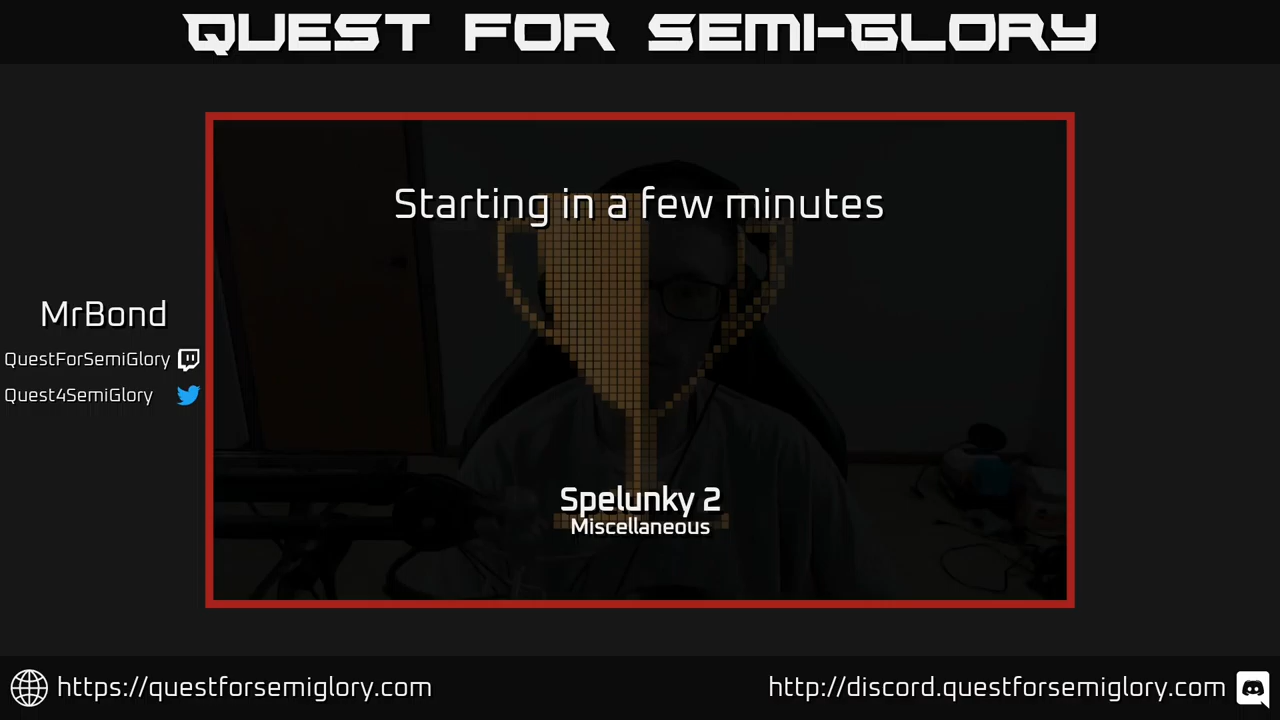 QUEST FOR SEMI-GLORY
Starting in a few minutes
MrBond
QuestForSemiGlory
Quest4SemiGlory
Spelunky 2
Miscellaneous
https://questforsemiglory.com
http://discord.questforsemiglory.com